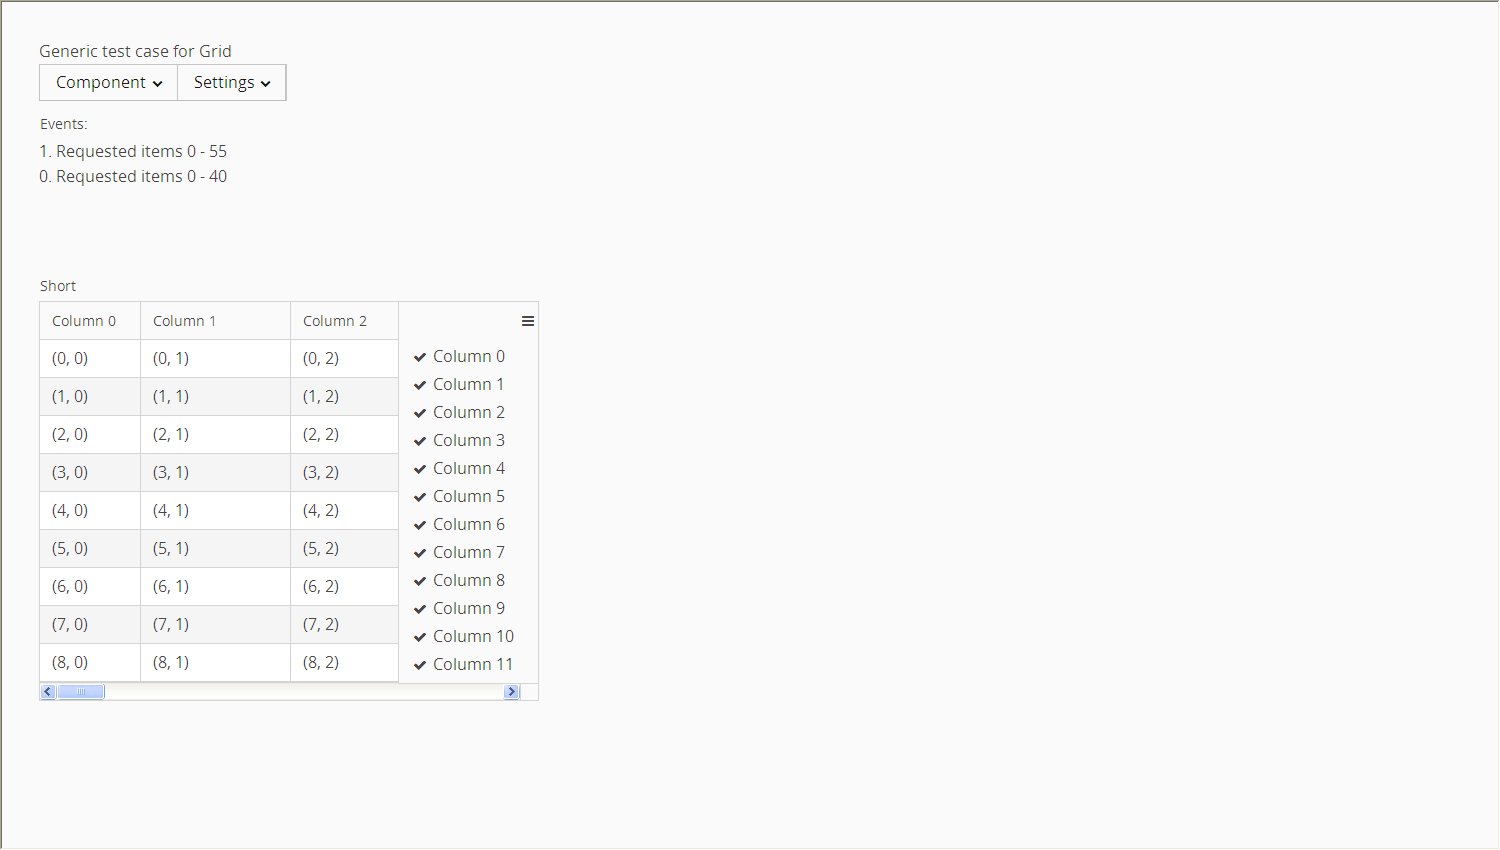 Generic test case for Grid
Component Settings
Events:
1. Requested items 0 - 55
0. Requested items 0 - 40
Short
Column 0 Column 1 Column 2
(0, 0) (0, 1) (0, 2) Column 0
Column 1
(1, 0) (1, 1) (1, 2)
Column 2
(2, 0) (2, 1) (2, 2) Column 3
(3, 0) (3, 1) (3, 2) Column 4
Column 5
(4, 0) (4, 1) (4, 2)
Column 6
(5, 0) (5, 1) (5, 2) Column 7
Column 8
(6, 0) (6, 1) (6, 2)
Column 9
(7, 0) (7, 1) (7, 2)
Column 10
(8, 0) (8, 1) (8, 2) Column 11